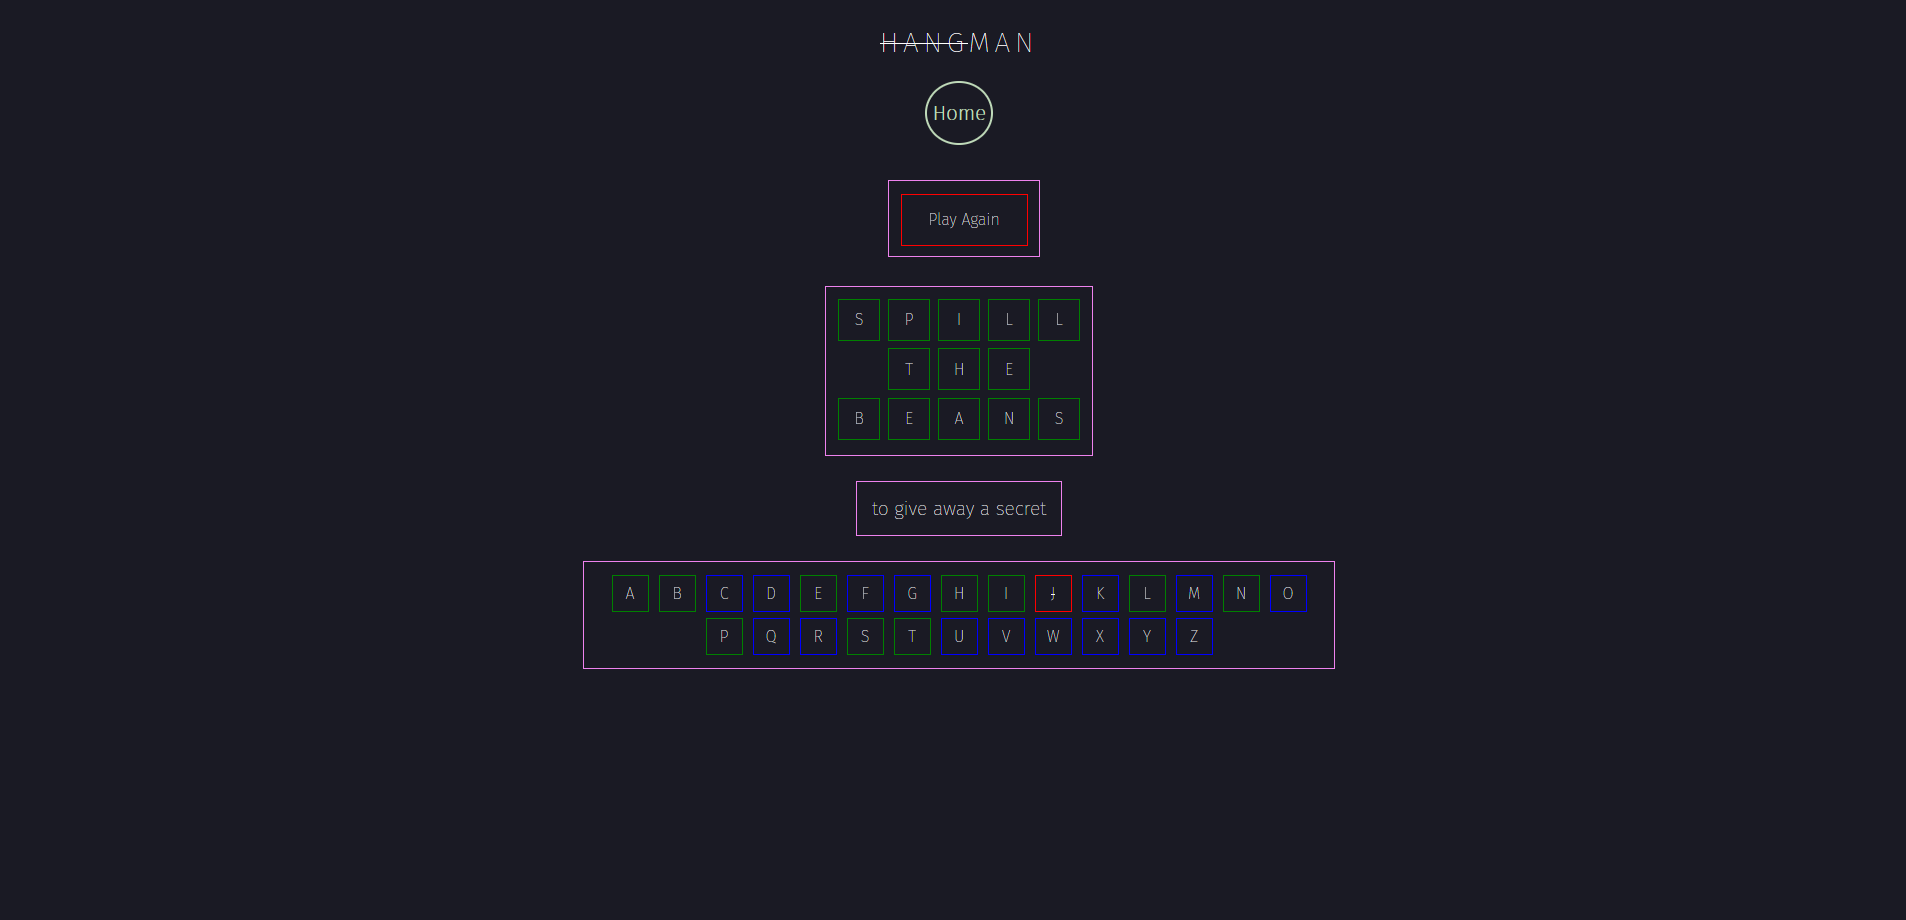 HANGMAN
Home
Play Again
S P I L L
T H E
B E A N S
to give away a secret
A B C D E F G H I J K L M N O
P Q R S T U V W X Y Z